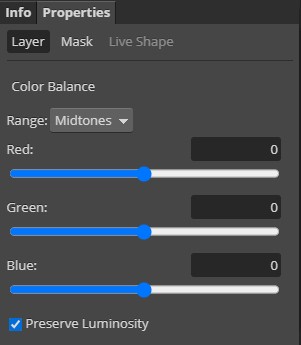 Info Properties
Layer Mask Live Shape
Color Balance
Range: Midtones
Red: 0
Green: 0
Blue: 0
Preserve Luminosity